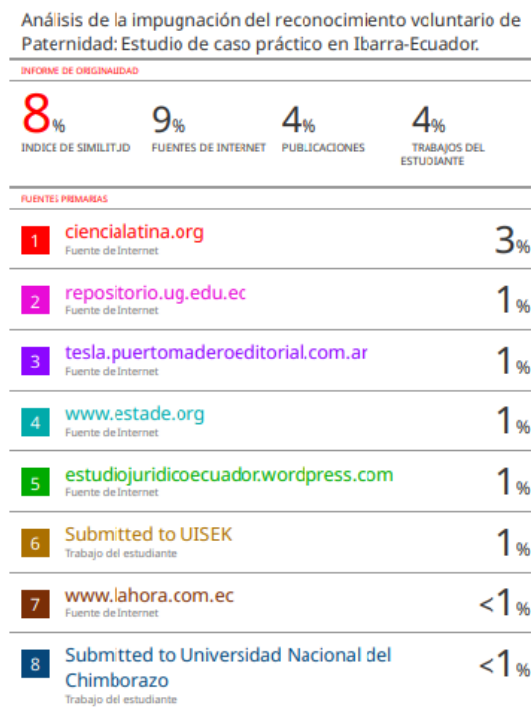 Análisis de la impugnación del reconocimiento voluntario de
Paternidad: Estudio de caso práctico en Ibarra-Ecuador.
INFORME DE ORIGINALIDAD
8%
INDICE DE SIMILITUD
9%
FUENTES DE INTERNET
4%
PUBLICACIONES
4%
TRABAJOS DEL
ESTUDIANTE
FUENTES PRIMARIAS
1
ciencialatina.org
Fuente de Internet
3%
2
repositorio.ug.edu.ec
Fuente de Internet
1%
3
tesla.puertomaderoeditorial.com.ar
Fuente de Internet
1%
4
www.estade.org
Fuente de Internet
1%
5
estudiojuridicoecuador.wordpress.com
Fuente de Internet
1%
6
Submitted to UISEK
Trabajo del estudiante
1%
7
www.lahora.com.ec
Fuente de Internet
<1%
8
Submitted to Universidad Nacional del
Chimborazo
Trabajo del estudiante
<1%